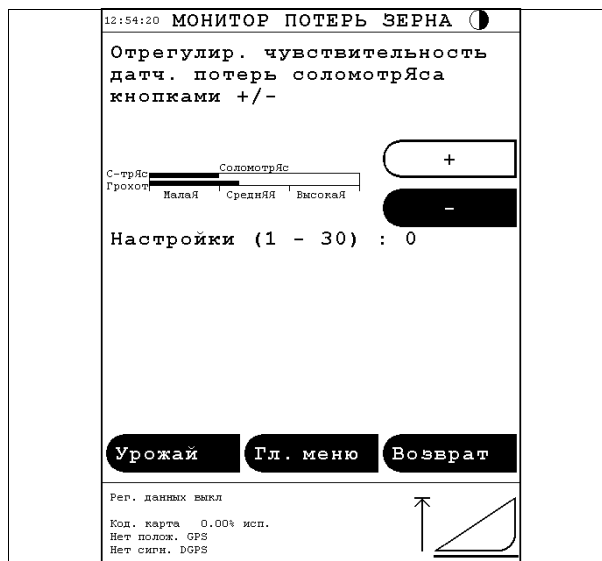 12:54:20 МОНИТОР ПОТЕРЬ ЗЕРНА
Отрегулир. чувствительность
датч. потерь соломотрЯса
кнопками +/-
+
СоломотрЯс
С-трЯс
Грохот
МалаЯ СреднЯЯ ВысокаЯ
-
Настройки (1 - 30) : 0
Урожай Гл. меню Возврат
Рег. данных выкл
Код. карта 0.00% исп.
Нет полож. GPS
Нет сигн. DGPS